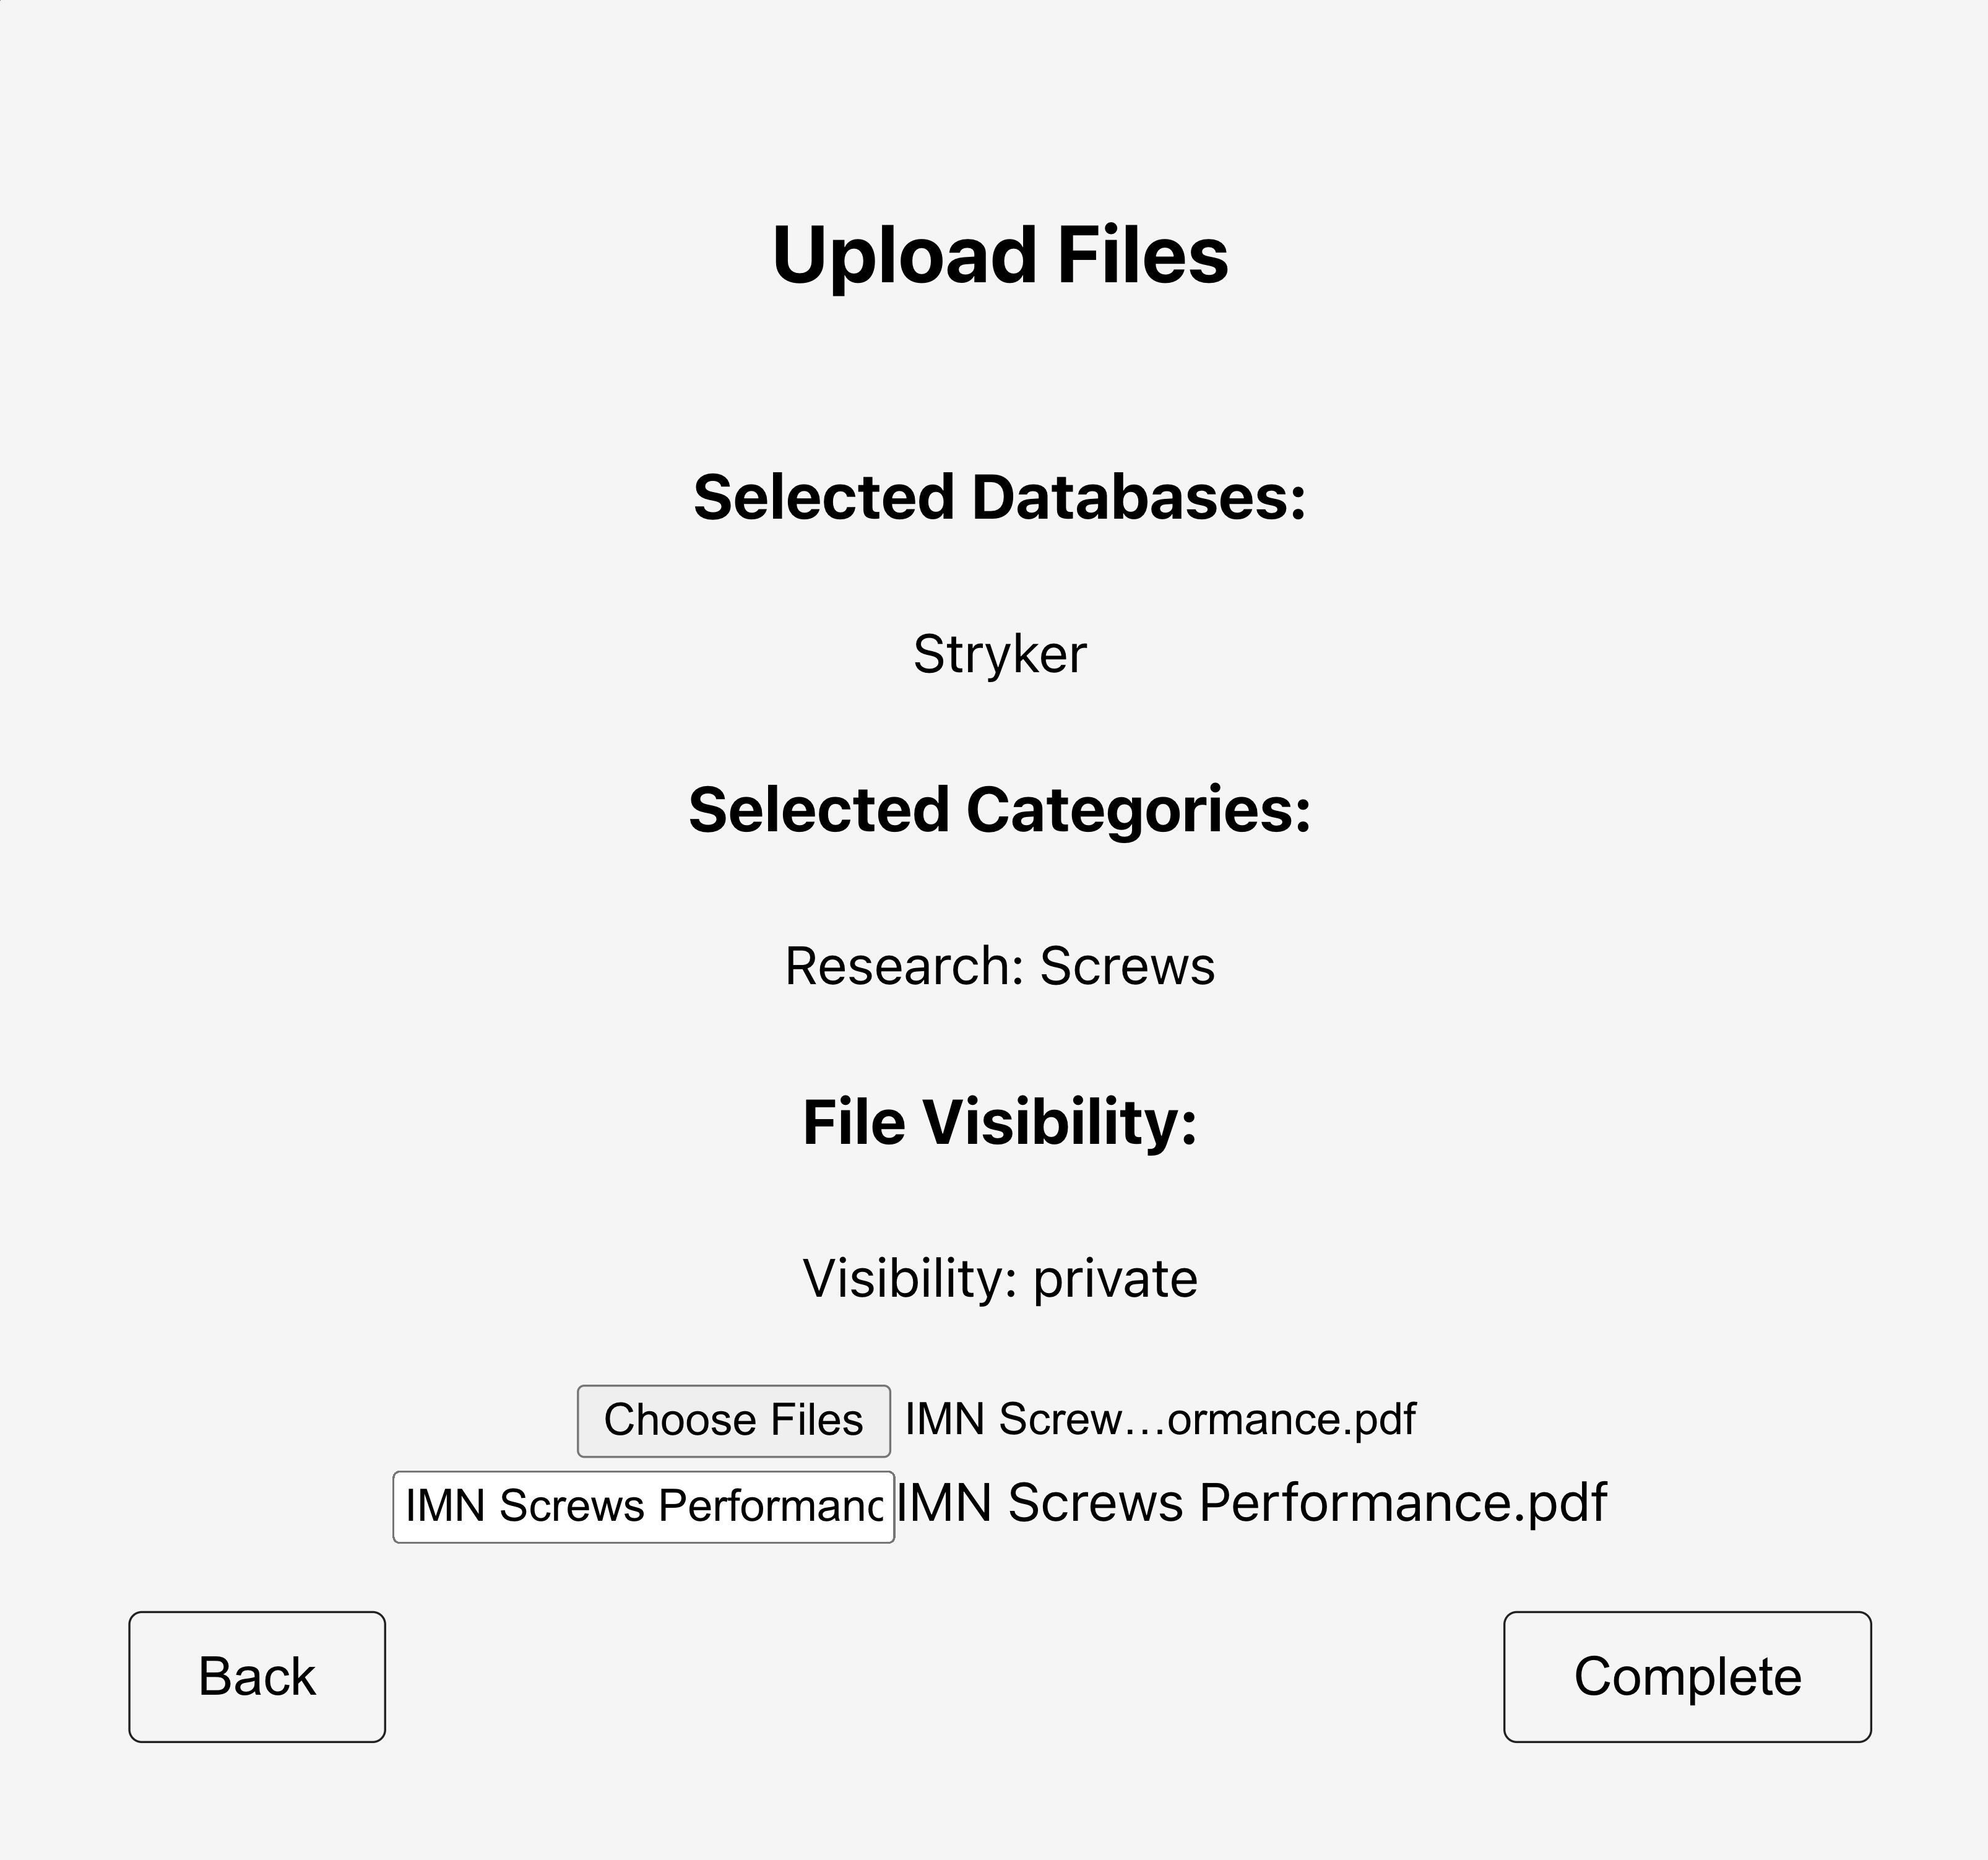 Upload Files
Selected Databases:
Stryker
Selected Categories:
Research: Screws
File Visibility:
Visibility: private
Choose Files IMN Screw…ormance.pdf
IMN Screws Performanc IMN Screws Performance.pdf
Back Complete